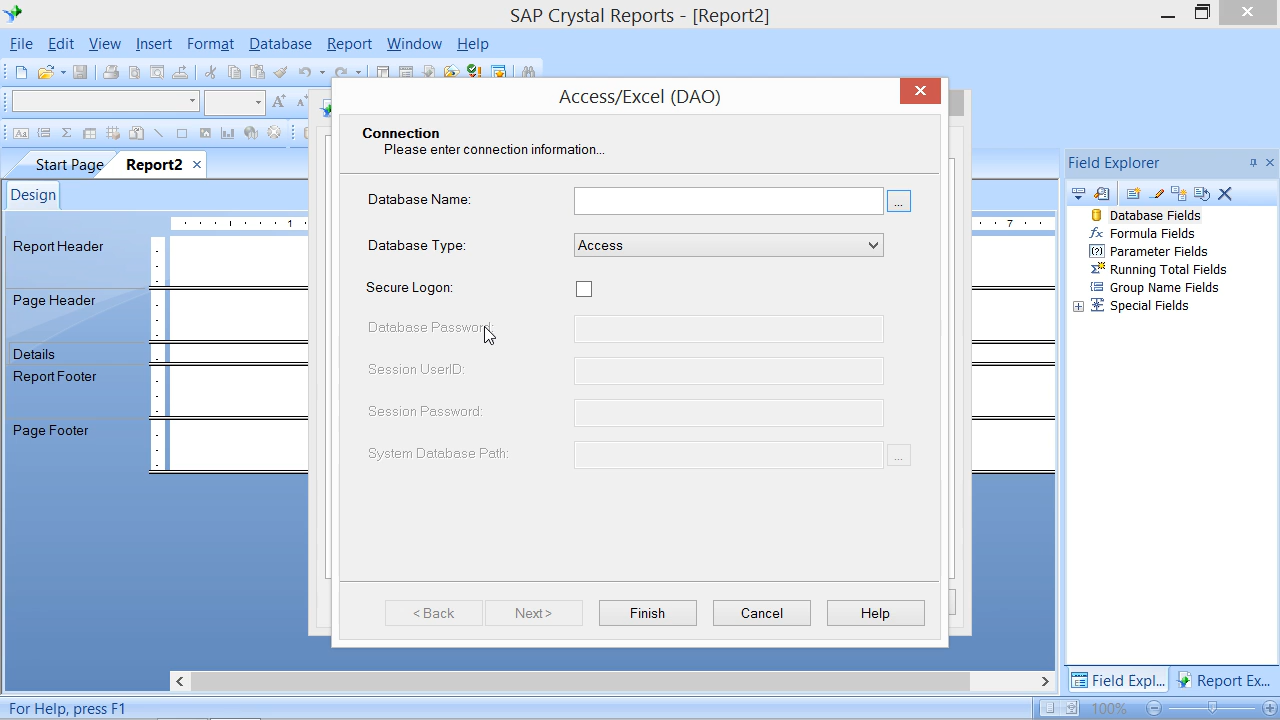 SAP Crystal Reports - [Report2]
File Edit View Insert Format Database Report Window Help
Start Page Report2
Design
Report Header
Page Header
Details
Report Footer
Page Footer
1
7
Access/Excel (DAO)
Connection
Please enter connection information...
Database Name:
...
Database Type:
Access
Secure Logon:
Database Password:
Session UserID:
Session Password:
System Database Path:
...
< Back Next > Finish Cancel Help
Field Explorer
Database Fields
Formula Fields
Parameter Fields
Running Total Fields
Group Name Fields
Special Fields
Field Expl... Report Ex...
For Help, press F1
100%